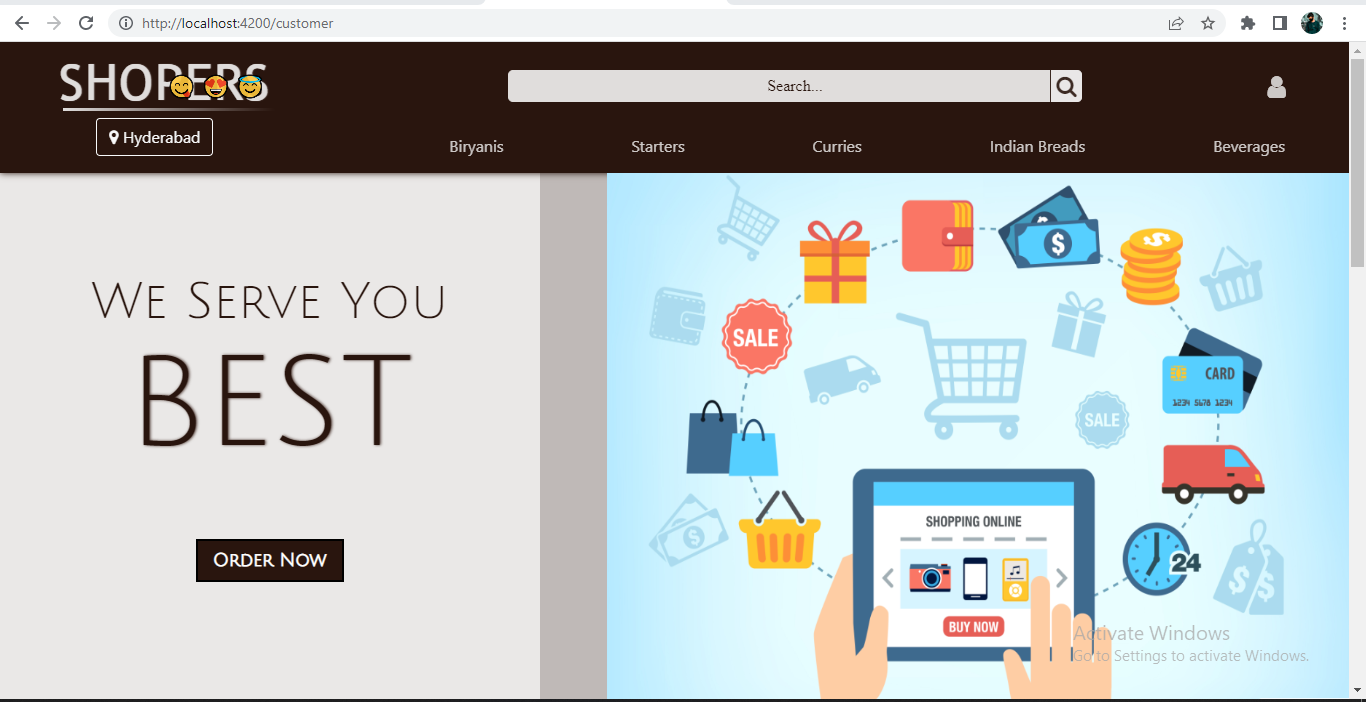 http://localhost:4200/customer
SHOPERS
Search...
Hyderabad
Biryanis
Starters
Curries
Indian Breads
Beverages
We Serve You
BEST
Order Now
SALE
$
$
CARD
1234 5678 1234
SALE
$
SHOPPING ONLINE
24
$ $
BUY NOW
Activate Windows
Go to Settings to activate Windows.